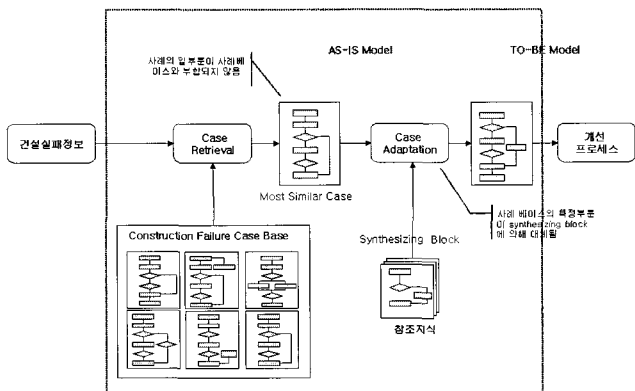 AS-IS Model
TO-BE Model
사례의 일부분이 사례베
이스와 부합되지 않음
건설실패정보
Case
Retrieval
Most Similar Case
Case
Adaptation
개선
프로세스
Construction Failure Case Base
Synthesizing Block
사례 베이스의 특정부분
이 synthesizing block
에 의해 대체됨
참조지식